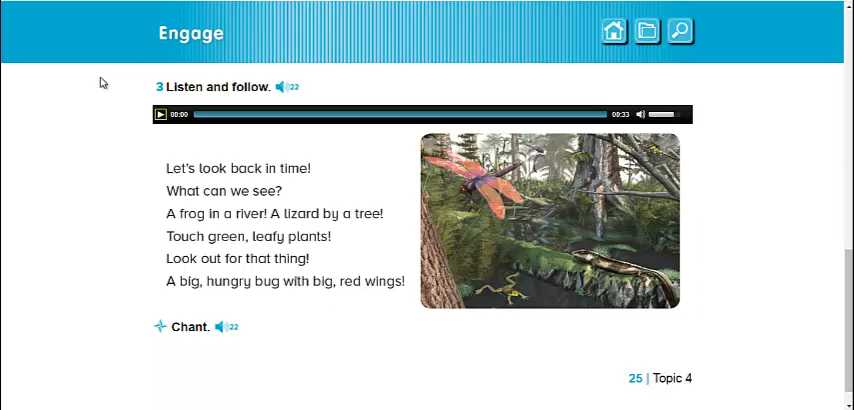 Engage
3 Listen and follow. 22
00:00 00:33
Let's look back in time!
What can we see?
A frog in a river! A lizard by a tree!
Touch green, leafy plants!
Look out for that thing!
A big, hungry bug with big, red wings!
Chant. 22
25 | Topic 4